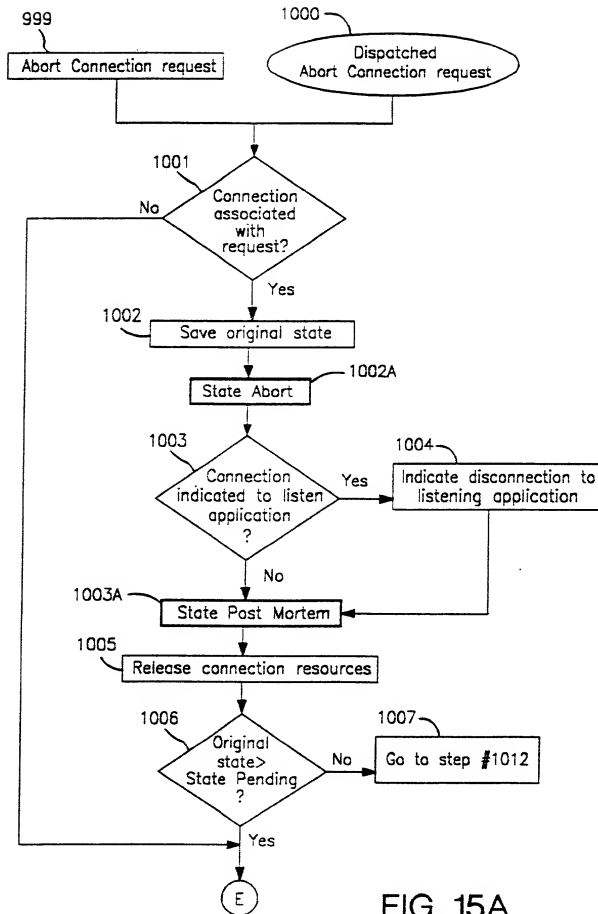 999
Abort Connection request
1000
Dispatched
Abort Connection request
1001
No
Connection
associated
with
request?
Yes
1002
Save original state
1002A
State Abort
1003
Connection
indicated to listen
application
?
Yes
1004
Indicate disconnection to
listening application
No
1003A
State Post Mortem
1005
Release connection resources
1006
Original
state>
State Pending
?
No
1007
Go to step #1012
Yes
E
FIG. 15A